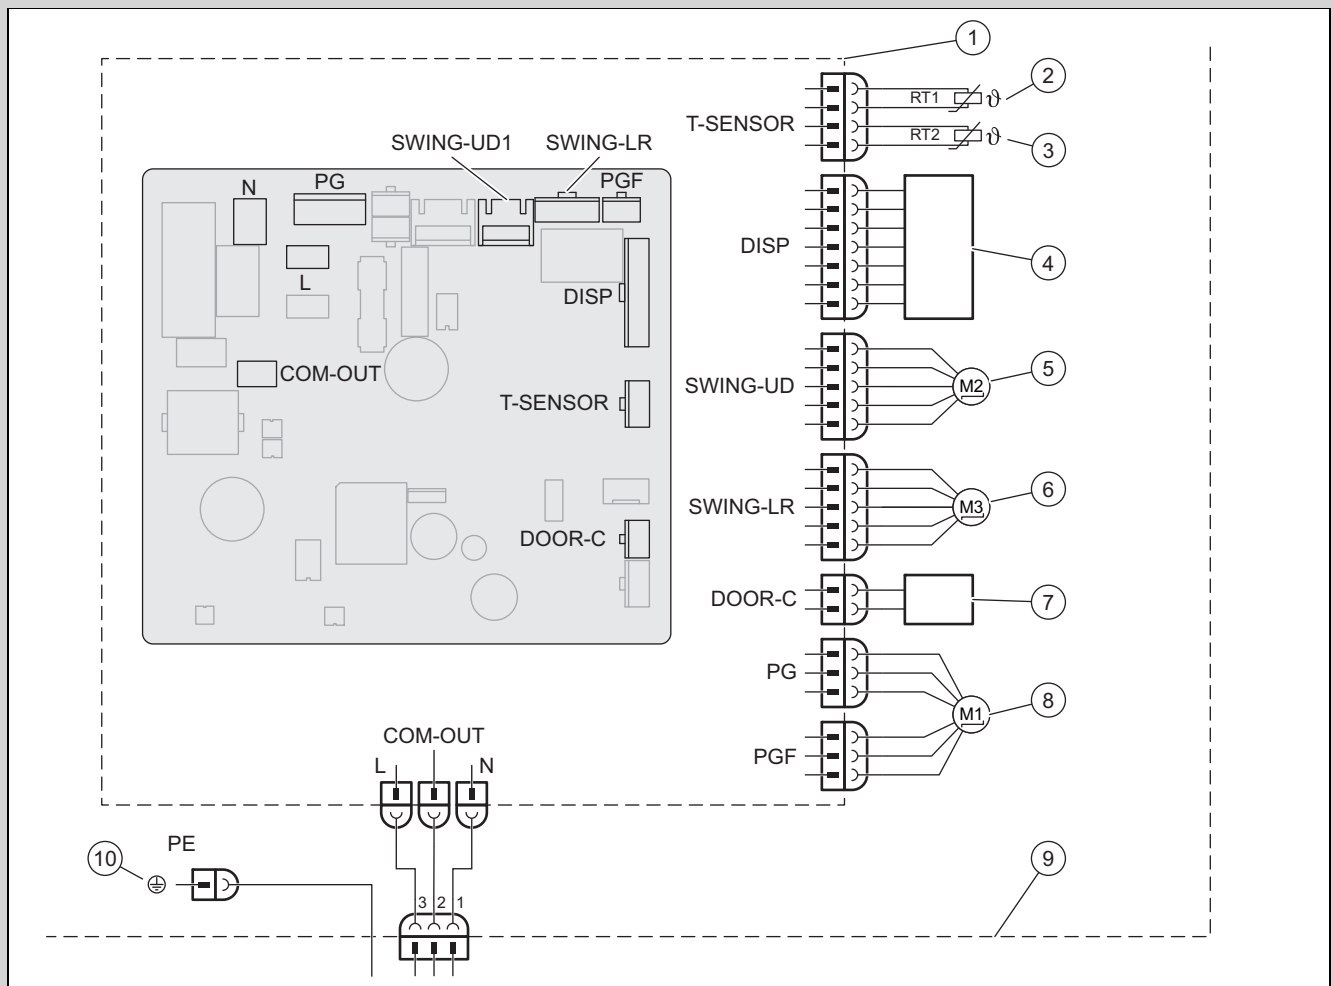 1
2
RT1 ϑ
T-SENSOR
RT2 ϑ
3
SWING-UD1 SWING-LR
N PG PGF
L
DISP
COM-OUT
T-SENSOR
DOOR-C
DISP
4
SWING-UD
M2
5
SWING-LR
M3
6
DOOR-C
7
PG
M1
8
PGF
COM-OUT
L N
PE
10
9
3 2 1